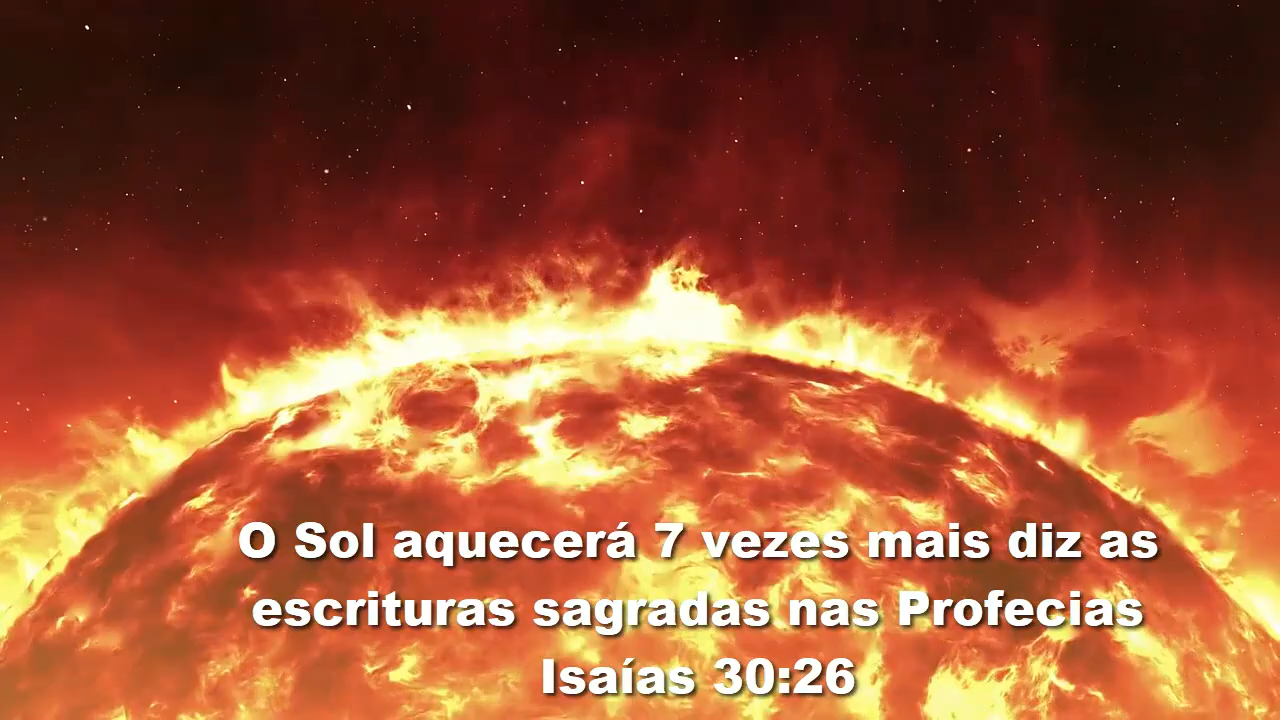 O Sol aquecerá 7 vezes mais diz as
escrituras sagradas nas Profecias
Isaías 30:26